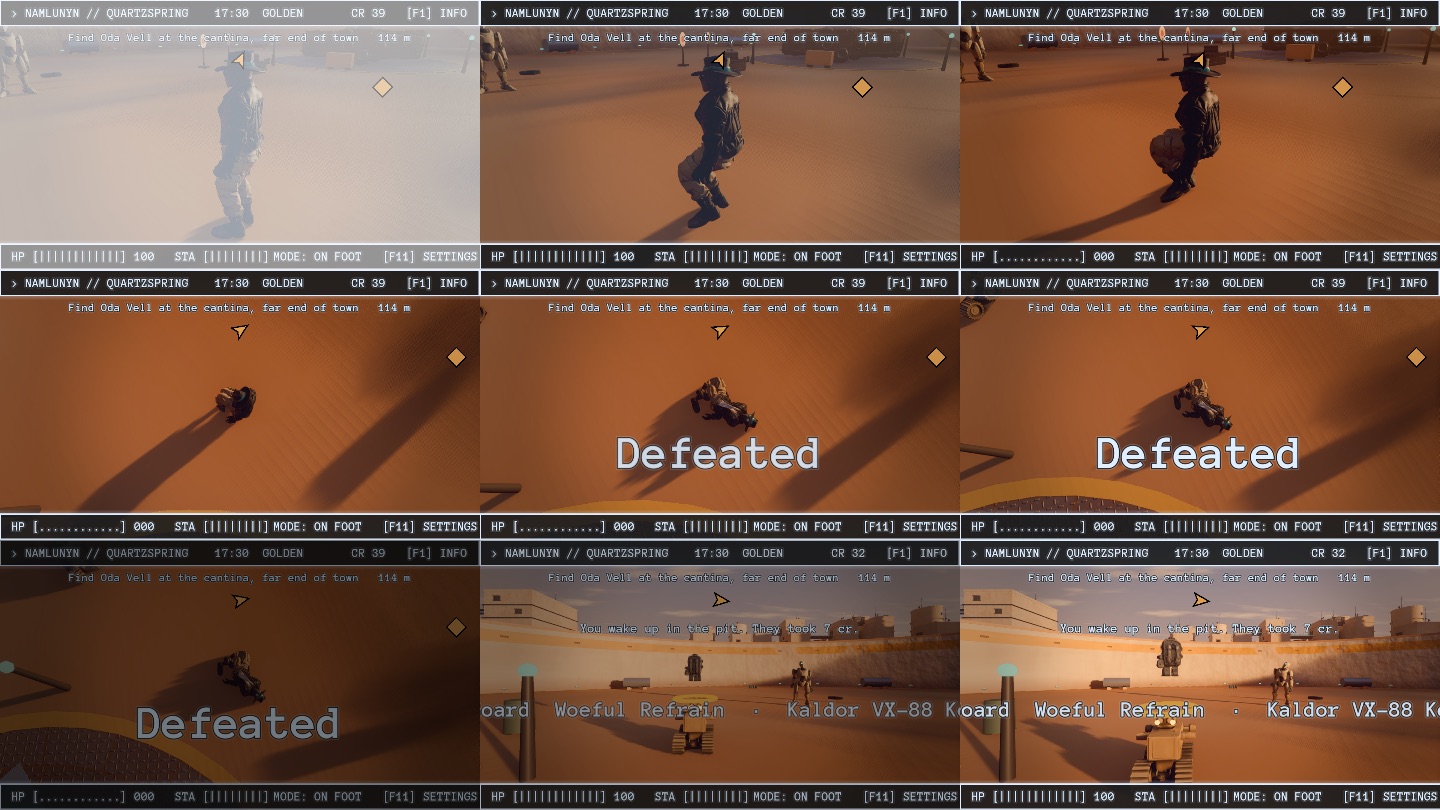 › NAMLUNYN // QUARTZSPRING 17:30 GOLDEN CR 39 [F1] INFO
Find Oda Vell at the cantina, far end of town 114 m
HP [||||||||||||] 100 STA [||||||||] MODE: ON FOOT [F11] SETTINGS
› NAMLUNYN // QUARTZSPRING 17:30 GOLDEN CR 39 [F1] INFO
Find Oda Vell at the cantina, far end of town 114 m
HP [||||||||||||] 100 STA [||||||||] MODE: ON FOOT [F11] SETTINGS
› NAMLUNYN // QUARTZSPRING 17:30 GOLDEN CR 39 [F1] INFO
Find Oda Vell at the cantina, far end of town 114 m
HP [............] 000 STA [||||||||] MODE: ON FOOT [F11] SETTINGS
› NAMLUNYN // QUARTZSPRING 17:30 GOLDEN CR 39 [F1] INFO
Find Oda Vell at the cantina, far end of town 114 m
HP [............] 000 STA [||||||||] MODE: ON FOOT [F11] SETTINGS
› NAMLUNYN // QUARTZSPRING 17:30 GOLDEN CR 39 [F1] INFO
Find Oda Vell at the cantina, far end of town 114 m
Defeated
HP [............] 000 STA [||||||||] MODE: ON FOOT [F11] SETTINGS
› NAMLUNYN // QUARTZSPRING 17:30 GOLDEN CR 39 [F1] INFO
Find Oda Vell at the cantina, far end of town 114 m
Defeated
HP [............] 000 STA [||||||||] MODE: ON FOOT [F11] SETTINGS
› NAMLUNYN // QUARTZSPRING 17:30 GOLDEN CR 39 [F1] INFO
Find Oda Vell at the cantina, far end of town 114 m
Defeated
HP [............] 000 STA [||||||||] MODE: ON FOOT [F11] SETTINGS
› NAMLUNYN // QUARTZSPRING 17:30 GOLDEN CR 32 [F1] INFO
Find Oda Vell at the cantina, far end of town 114 m
You wake up in the pit. They took 7 cr.
oard Woeful Refrain · Kaldor VX-88 K
HP [||||||||||||] 100 STA [||||||||] MODE: ON FOOT [F11] SETTINGS
› NAMLUNYN // QUARTZSPRING 17:30 GOLDEN CR 32 [F1] INFO
Find Oda Vell at the cantina, far end of town 114 m
You wake up in the pit. They took 7 cr.
oard Woeful Refrain · Kaldor VX-88 K
HP [||||||||||||] 100 STA [||||||||] MODE: ON FOOT [F11] SETTINGS